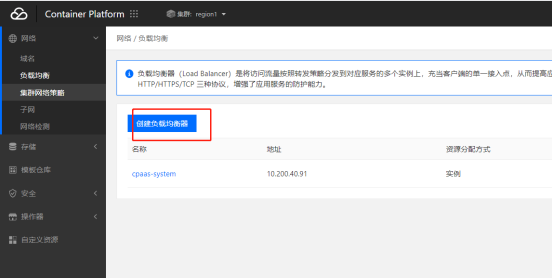 Container Platform
集群: region1
网络
域名
负载均衡
集群网络策略
子网
网络检测
存储
模板仓库
安全
操作器
自定义资源
网络 / 负载均衡
负载均衡器（Load Balancer）是将访问流量按照转发策略分发到对应服务的多个实例上，充当客户端的单一接入点，从而提高应
HTTP/HTTPS/TCP 三种协议，增强了应用服务的防护能力。
创建负载均衡器
名称 地址 资源分配方式
cpaas-system 10.200.40.91 实例